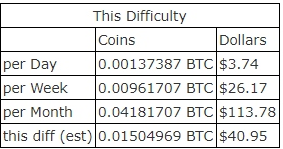 This Difficulty
Coins Dollars
per Day 0.00137387 BTC $3.74
per Week 0.00961707 BTC $26.17
per Month 0.04181707 BTC $113.78
this diff (est) 0.01504969 BTC $40.95